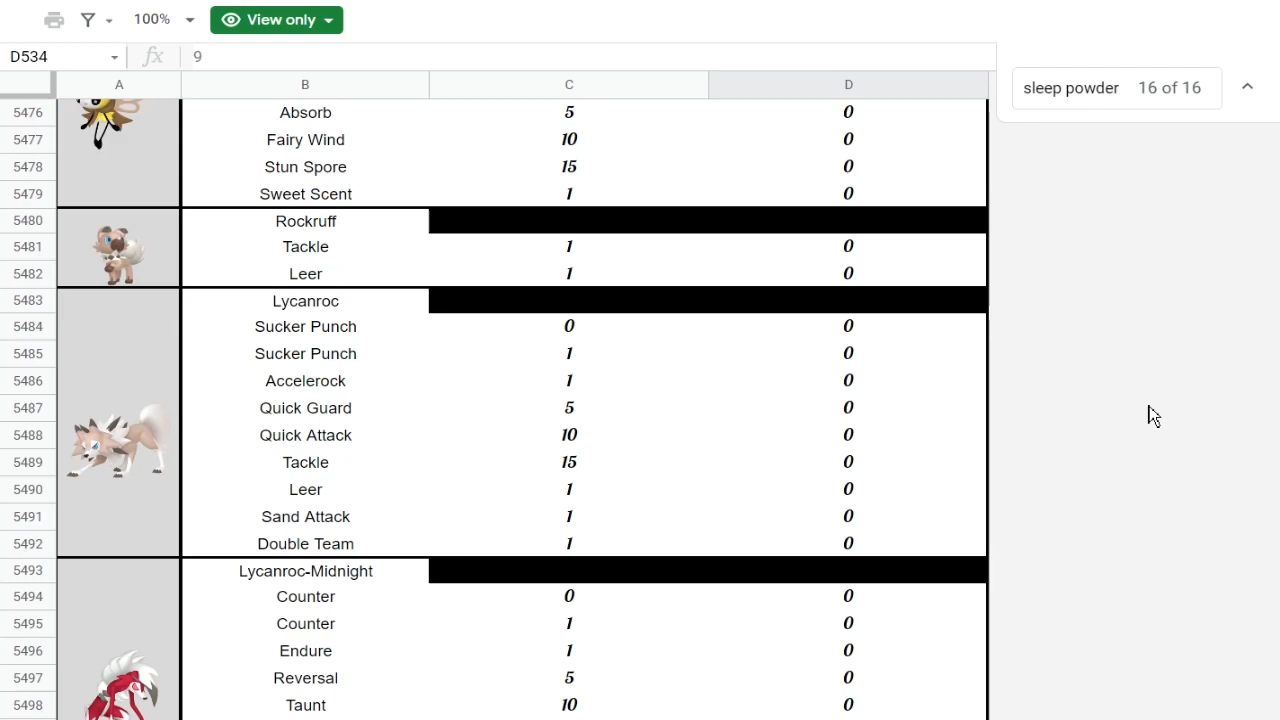 100% View only
D534 fx 9
sleep powder 16 of 16
A B C D
5476 Absorb 5 0
5477 Fairy Wind 10 0
5478 Stun Spore 15 0
5479 Sweet Scent 1 0
5480 Rockruff
5481 Tackle 1 0
5482 Leer 1 0
5483 Lycanroc
5484 Sucker Punch 0 0
5485 Sucker Punch 1 0
5486 Accelerock 1 0
5487 Quick Guard 5 0
5488 Quick Attack 10 0
5489 Tackle 15 0
5490 Leer 1 0
5491 Sand Attack 1 0
5492 Double Team 1 0
5493 Lycanroc-Midnight
5494 Counter 0 0
5495 Counter 1 0
5496 Endure 1 0
5497 Reversal 5 0
5498 Taunt 10 0